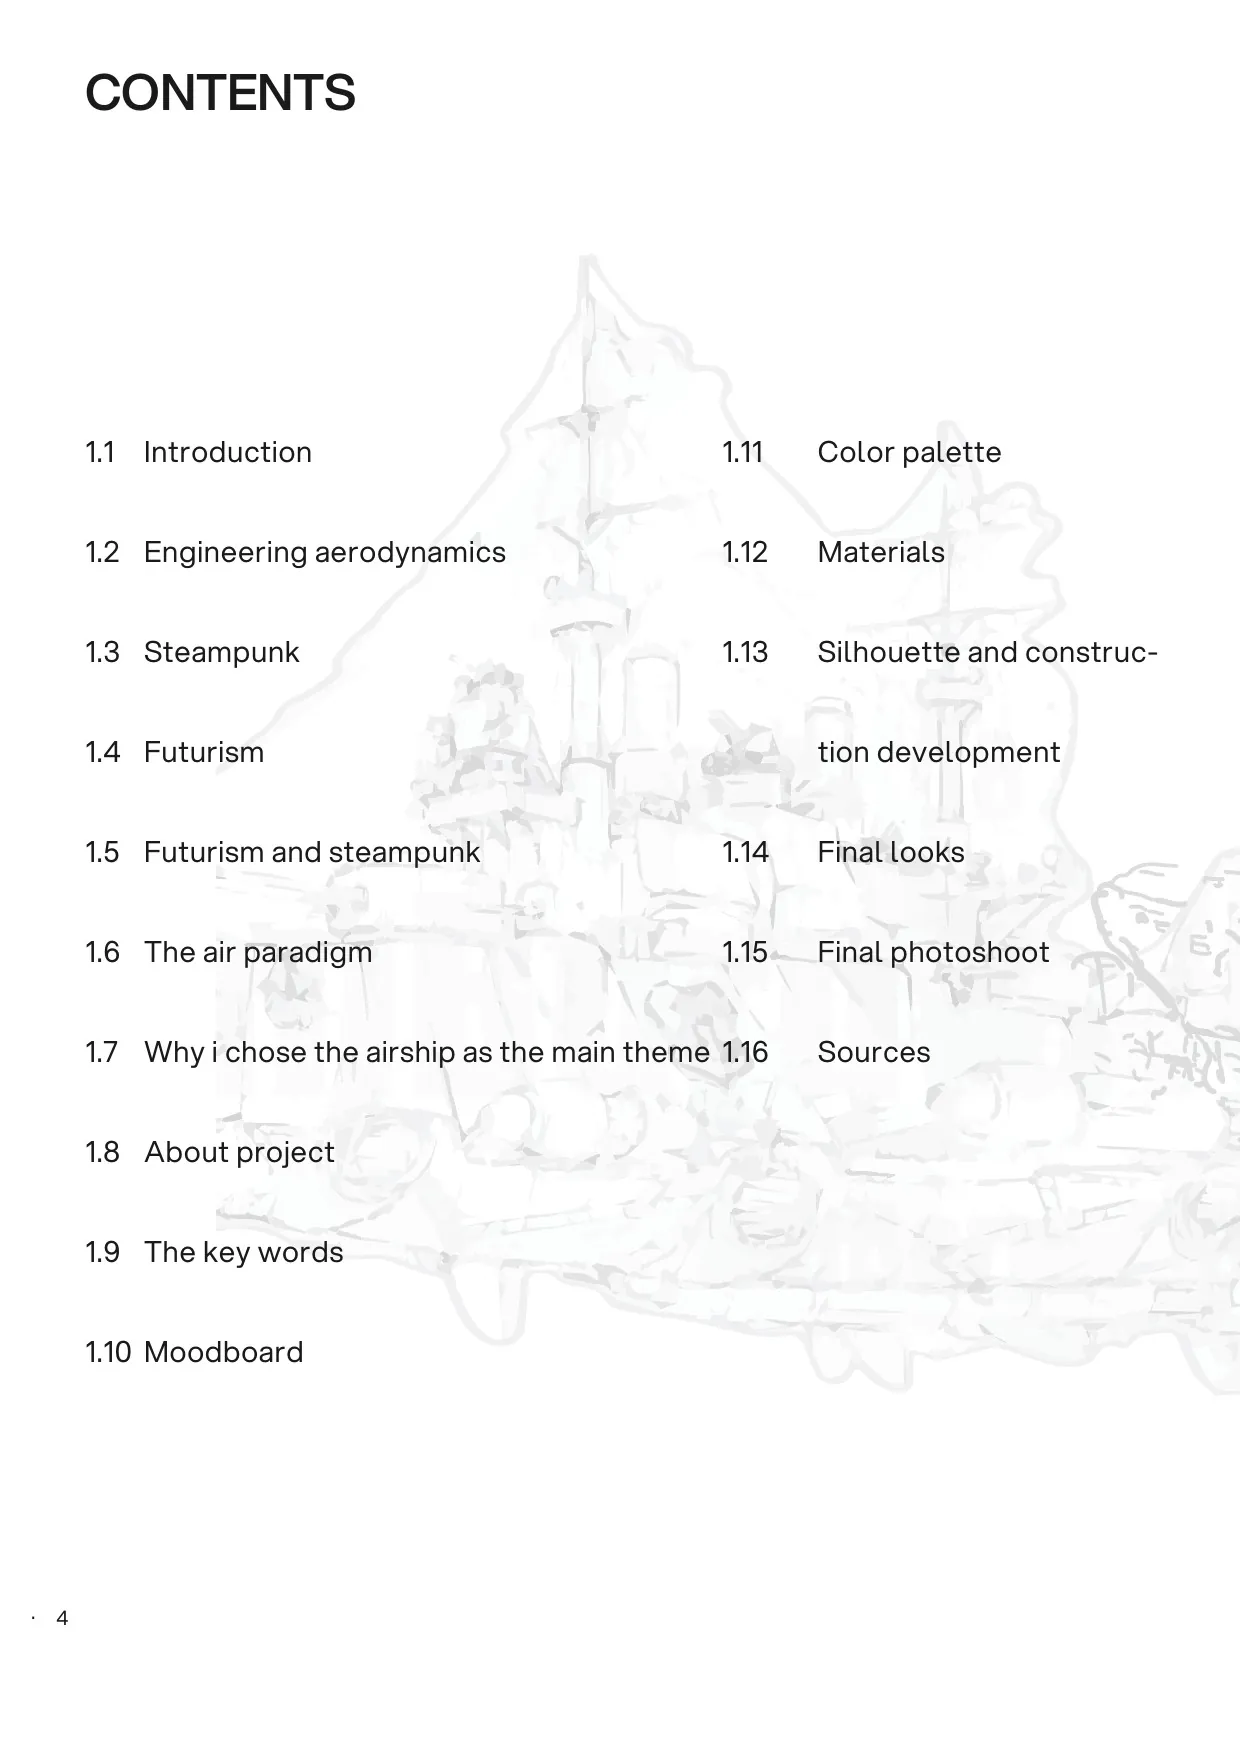 CONTENTS
1.1 Introduction
1.2 Engineering aerodynamics
1.3 Steampunk
1.4 Futurism
1.5 Futurism and steampunk
1.6 The air paradigm
1.7 Why i chose the airship as the main theme
1.8 About project
1.9 The key words
1.10 Moodboard
1.11 Color palette
1.12 Materials
1.13 Silhouette and construc-
tion development
1.14 Final looks
1.15 Final photoshoot
1.16 Sources
· 4